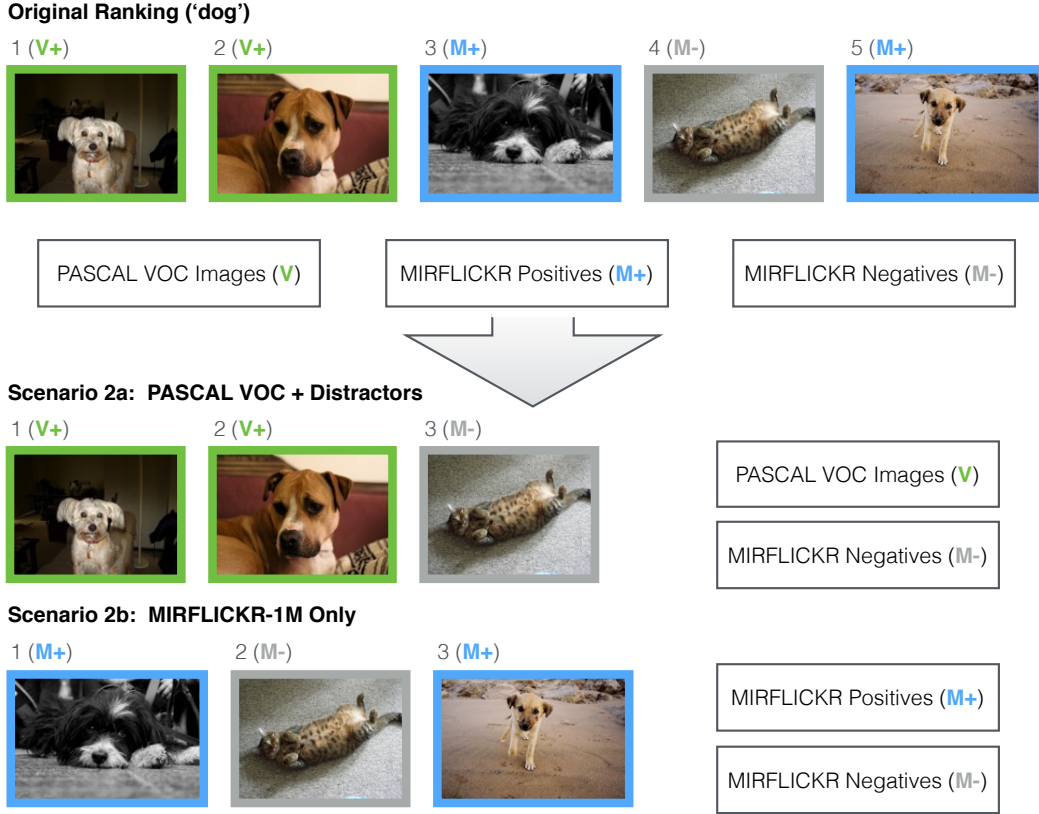 Original Ranking (‘dog’)
1 (V+) 2 (V+) 3 (M+) 4 (M-) 5 (M+)
PASCAL VOC Images (V) MIRFLICKR Positives (M+) MIRFLICKR Negatives (M-)
Scenario 2a:  PASCAL VOC + Distractors
1 (V+) 2 (V+) 3 (M-)
PASCAL VOC Images (V)
MIRFLICKR Negatives (M-)
Scenario 2b:  MIRFLICKR-1M Only
1 (M+) 2 (M-) 3 (M+)
MIRFLICKR Positives (M+)
MIRFLICKR Negatives (M-)